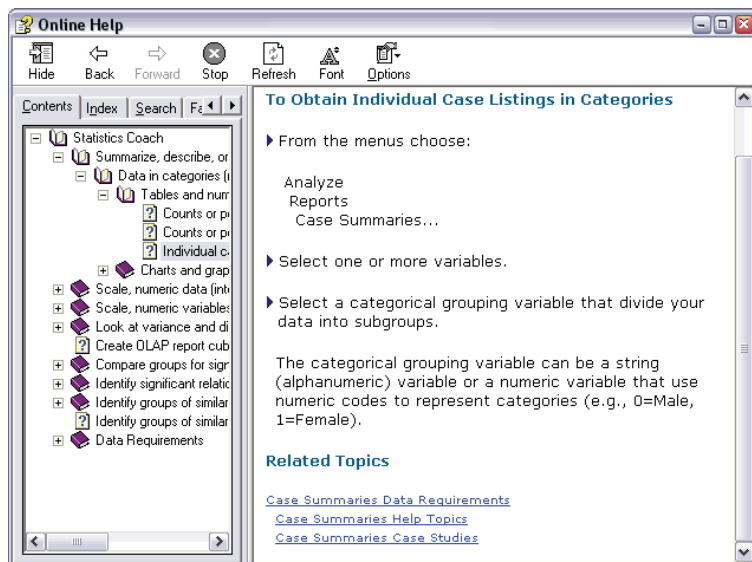 Online Help
Hide Back Forward Stop Refresh Font Options
Contents Index Search
Statistics Coach
Summarize, describe, or
Data in categories
Tables and num
Counts or p
Counts or p
Individual c
Charts and grap
Scale, numeric data
Scale, numeric variables
Look at variance and di
Create OLAP report cub
Compare groups for sign
Identify significant
Identify groups of similar
Identify groups of similar
Data Requirements
To Obtain Individual Case Listings in Categories
From the menus choose:
Analyze
Reports
Case Summaries...
Select one or more variables.
Select a categorical grouping variable that divide your
data into subgroups.
The categorical grouping variable can be a string
(alphanumeric) variable or a numeric variable that use
numeric codes to represent categories (e.g., 0=Male,
1=Female).
Related Topics
Case Summaries Data Requirements
Case Summaries Help Topics
Case Summaries Case Studies